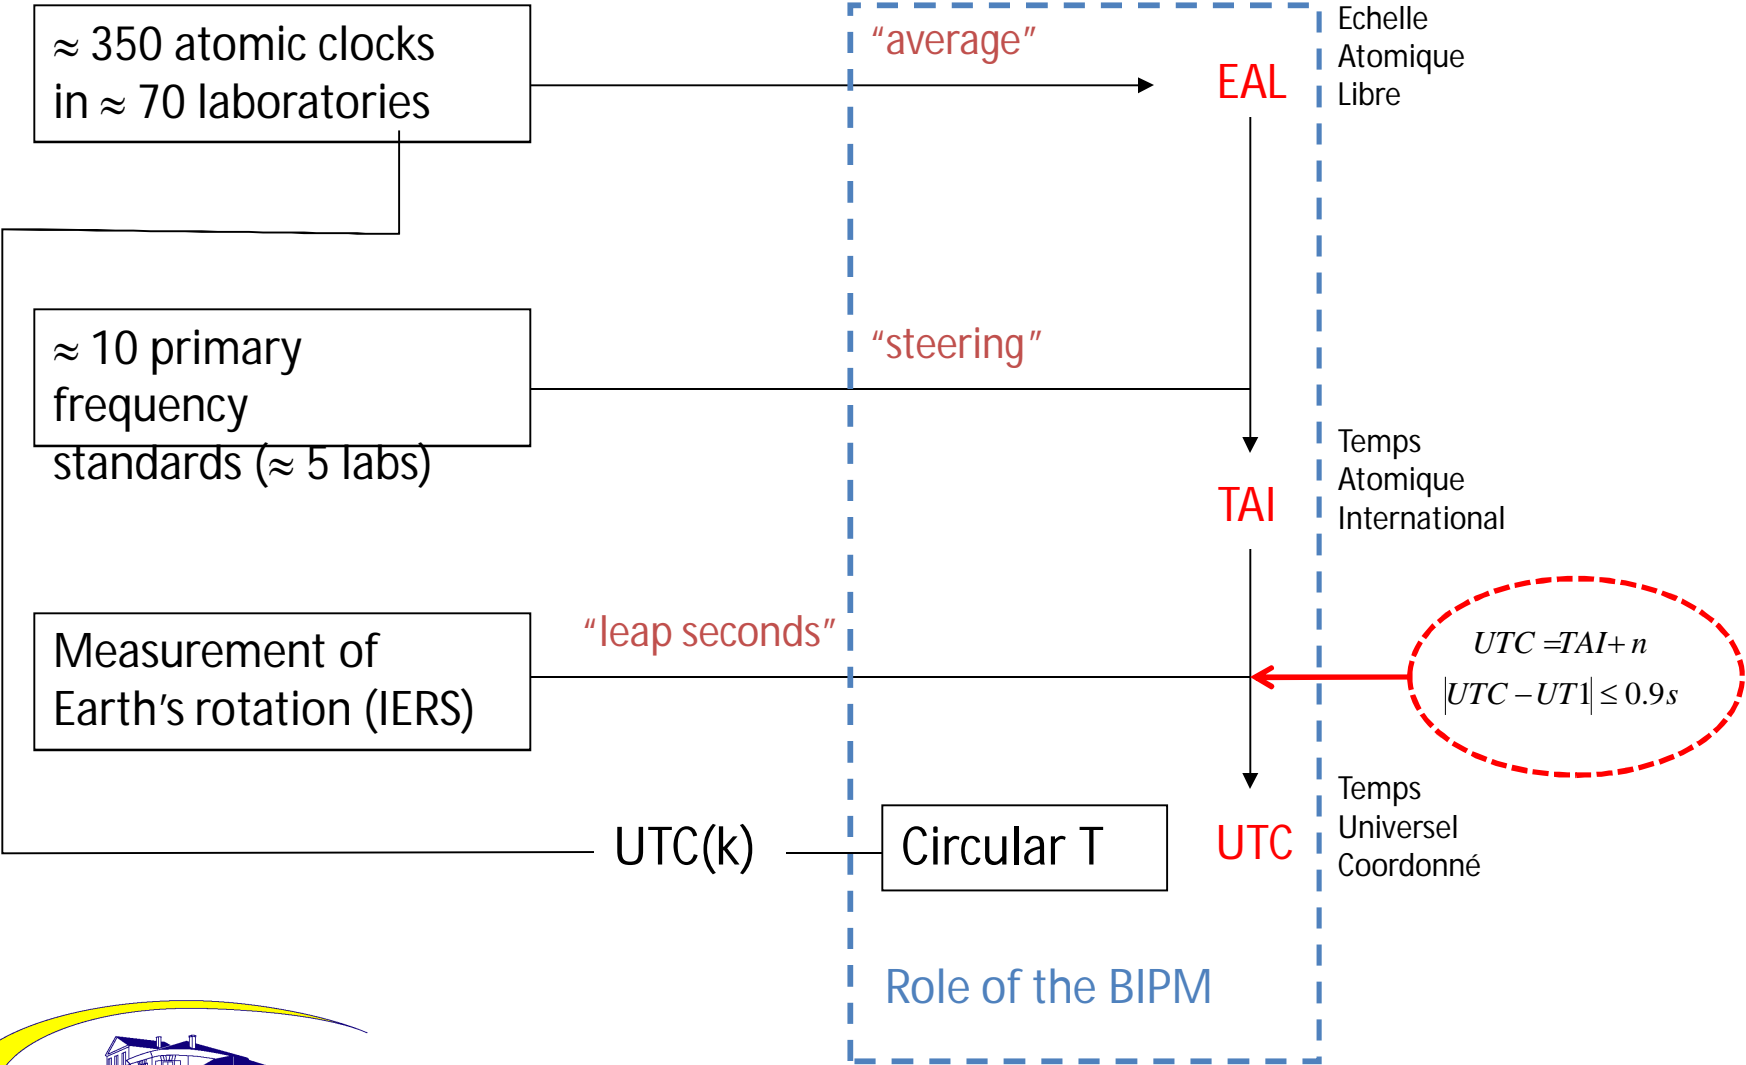 ≈ 350 atomic clocks
in ≈ 70 laboratories
"average"
EAL
Echelle
Atomique
Libre
≈ 10 primary
frequency
standards (≈ 5 labs)
"steering"
TAI
Temps
Atomique
International
Measurement of
Earth's rotation (IERS)
"leap seconds"
UTC =TAI+ n
|UTC − UT1| ≤ 0.9 s
UTC(k)
Circular T
UTC
Temps
Universel
Coordonné
Role of the BIPM